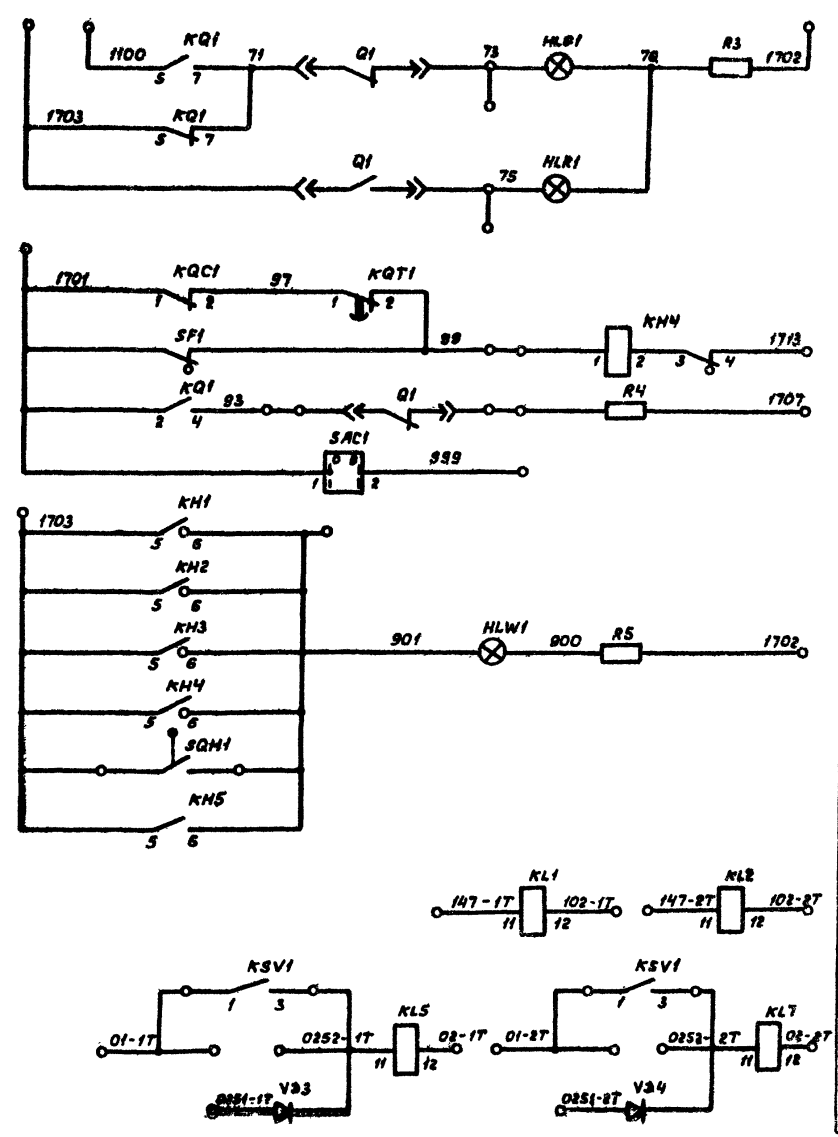 KQ1 71 Q1 73 HLG1 76 R3 1702
1100 5 7
1703 KQ1
5 7
Q1 75 HLR1
1701 KQC1 97 KQT1
1 2 1 2
SF1 99 KH4 1713
1 2 3 4
KQ1 93 Q1 R4 1707
2 4
SAC1 999
1 2
1703 KH1
5 6
KH2
5 6
KH3 901 HLW1 900 R5 1702
5 6
KH4
5 6
SQH1
KH5
5 6
KL1 KL2
147-1T 102-1T 147-2T 102-2T
11 12 11 12
KSV1 KSV1
1 3 1 3
01-1T 0252-1T KL5 02-1T 01-2T 0252-2T KL7 02-2T
11 12 11 12
0251-1T VD3 0251-2T VD4